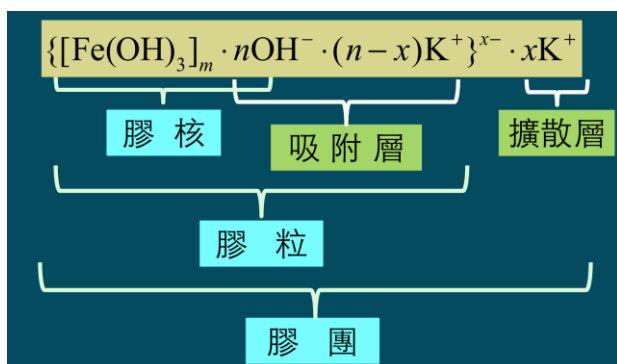 {[Fe(OH)₃]ₘ · nOH⁻ · (n−x)K⁺}ˣ⁻ · xK⁺
膠核 吸附層 擴散層
膠粒
膠團